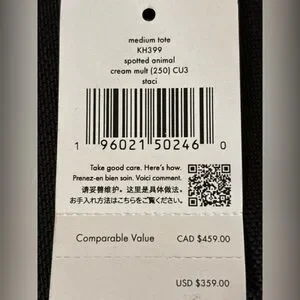 medium tote
KH399
spotted animal
cream mult (250) CU3
staci
1 96021 50246 0
Take good care. Here's how.
Prenez-en bien soin. Voici comment.
请妥善维护。这里是具体做法。
お手入れ方法はこちらをご覧ください。
Comparable Value CAD $459.00
USD $359.00